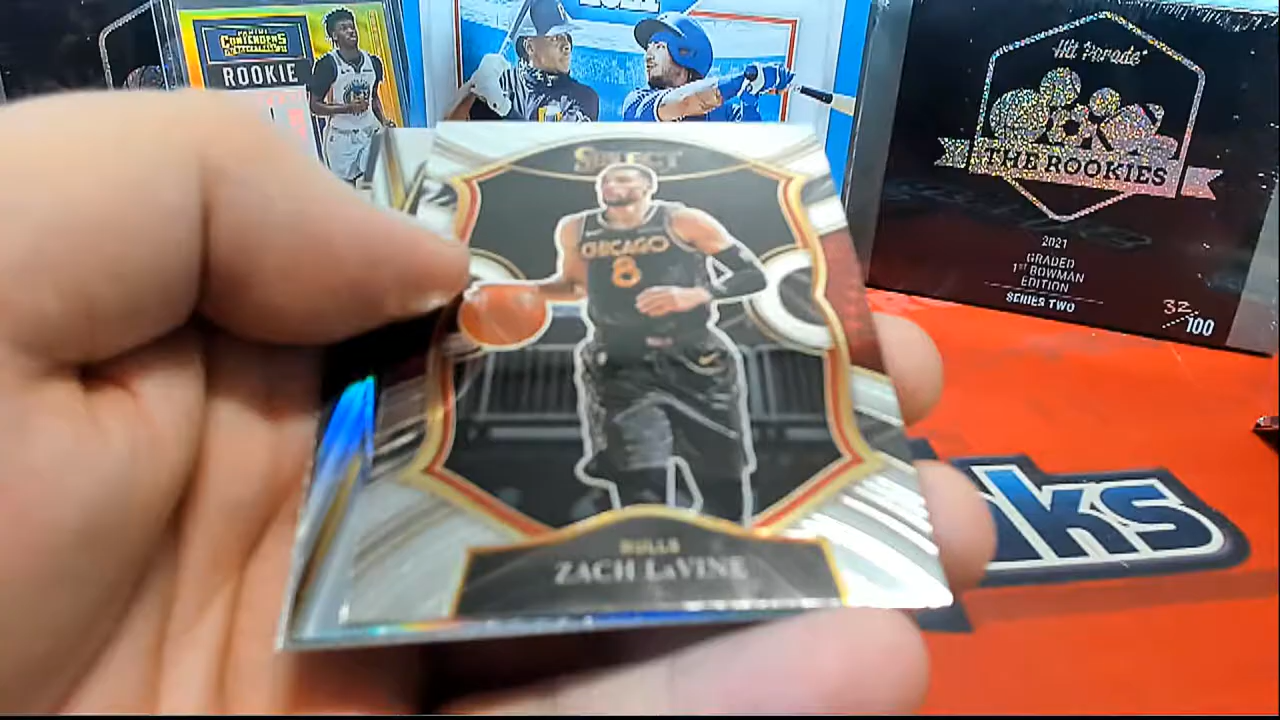 PANINI
CONTENDERS
ROOKIE
Hit Parade
THE ROOKIES
2021
GRADED
1ST BOWMAN
EDITION
SERIES TWO
32/100
SELECT
CHICAGO
8
BULLS
ZACH LaVINE
ks